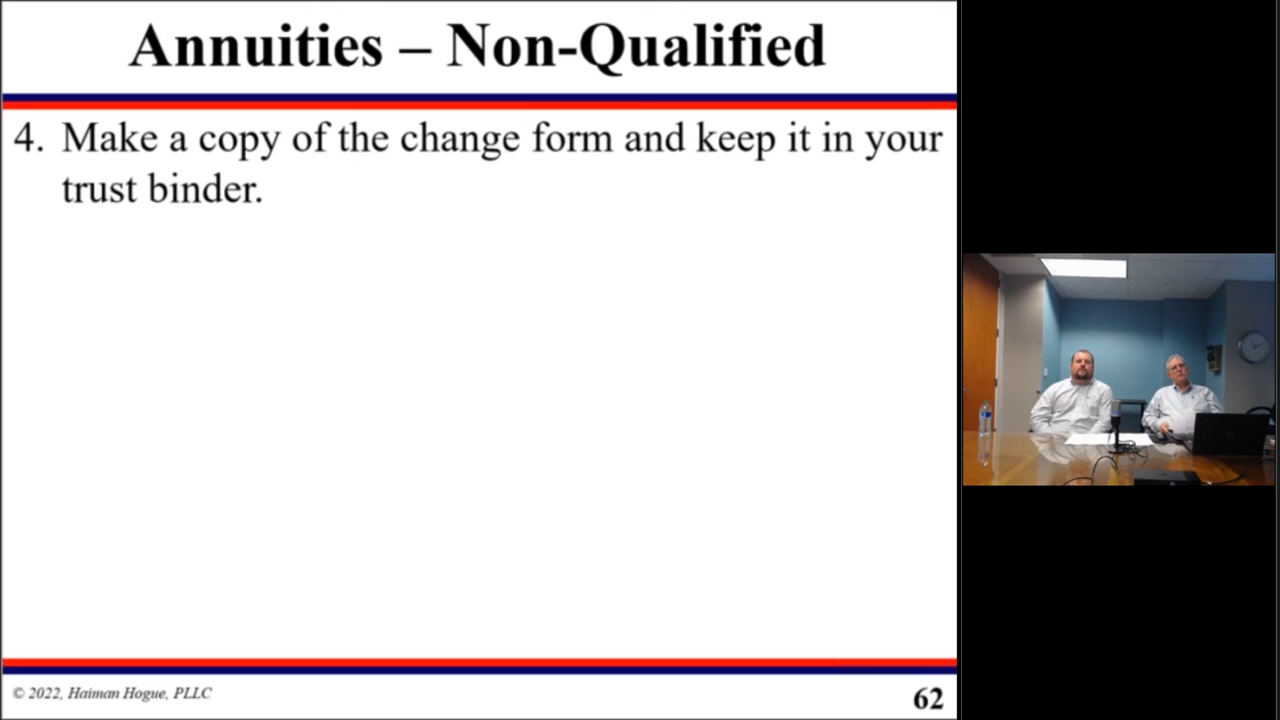 Annuities – Non-Qualified
4. Make a copy of the change form and keep it in your
trust binder.
© 2022, Haiman Hogue, PLLC
62